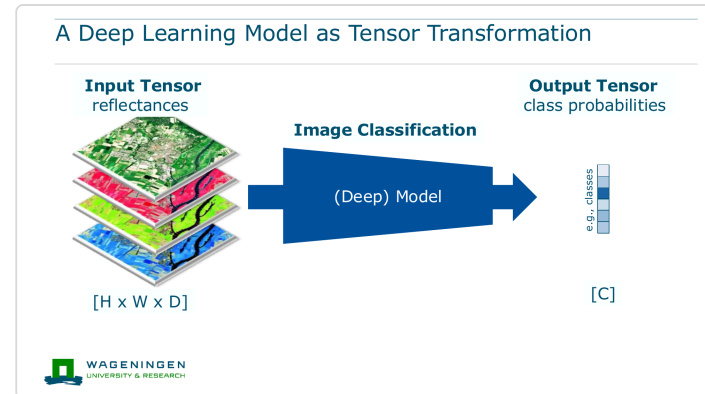 A Deep Learning Model as Tensor Transformation
Input Tensor
reflectances
Image Classification
(Deep) Model
[H x W x D]
Output Tensor
class probabilities
e.g., classes
[C]
WAGENINGEN
UNIVERSITY & RESEARCH